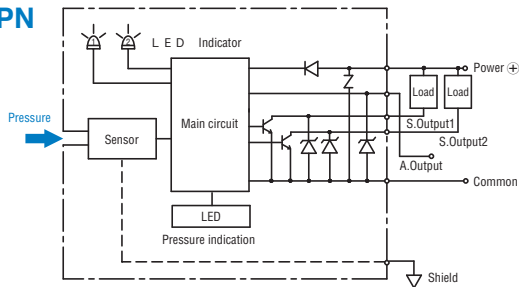 PN
1 2 L E D Indicator
Power ⊕
Load Load
Pressure
S.Output1
Main circuit
Sensor
S.Output2
A.Output
Common
LED
Pressure indication
Shield